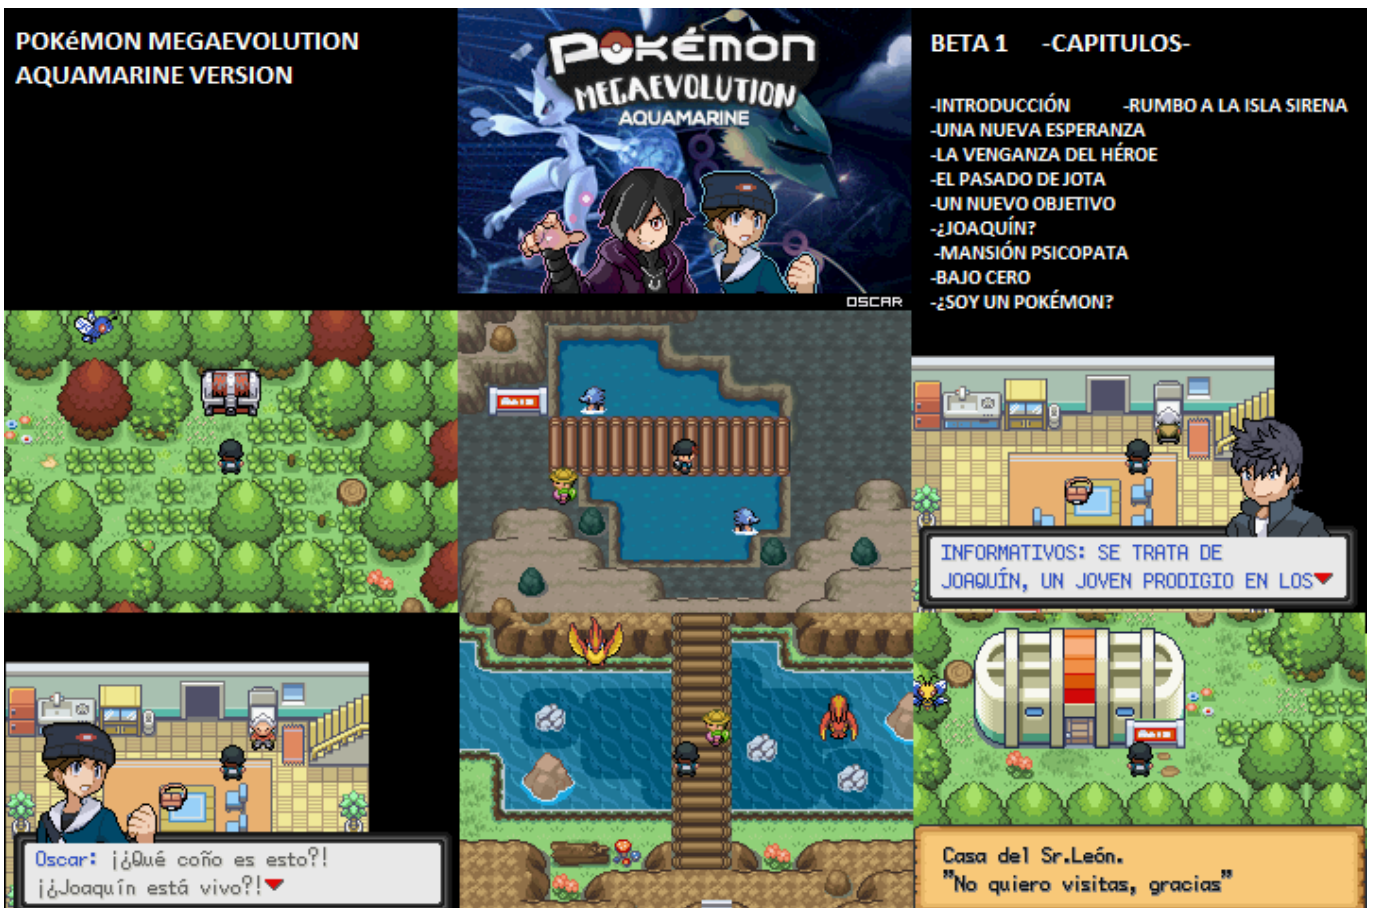 POKéMON MEGAEVOLUTION
AQUAMARINE VERSION
POKéMON
MEGAEVOLUTION
AQUAMARINE
OSCAR
BETA 1 -CAPITULOS-
-INTRODUCCIÓN -RUMBO A LA ISLA SIRENA
-UNA NUEVA ESPERANZA
-LA VENGANZA DEL HÉROE
-EL PASADO DE JOTA
-UN NUEVO OBJETIVO
-¿JOAQUÍN?
-MANSIÓN PSICOPATA
-BAJO CERO
-¿SOY UN POKÉMON?
INFORMATIVOS: SE TRATA DE
JOAQUÍN, UN JOVEN PRODIGIO EN LOS
Oscar: ¡¿Qué coño es esto?!
¡¿Joaquín está vivo?!
Casa del Sr.León.
"No quiero visitas, gracias"